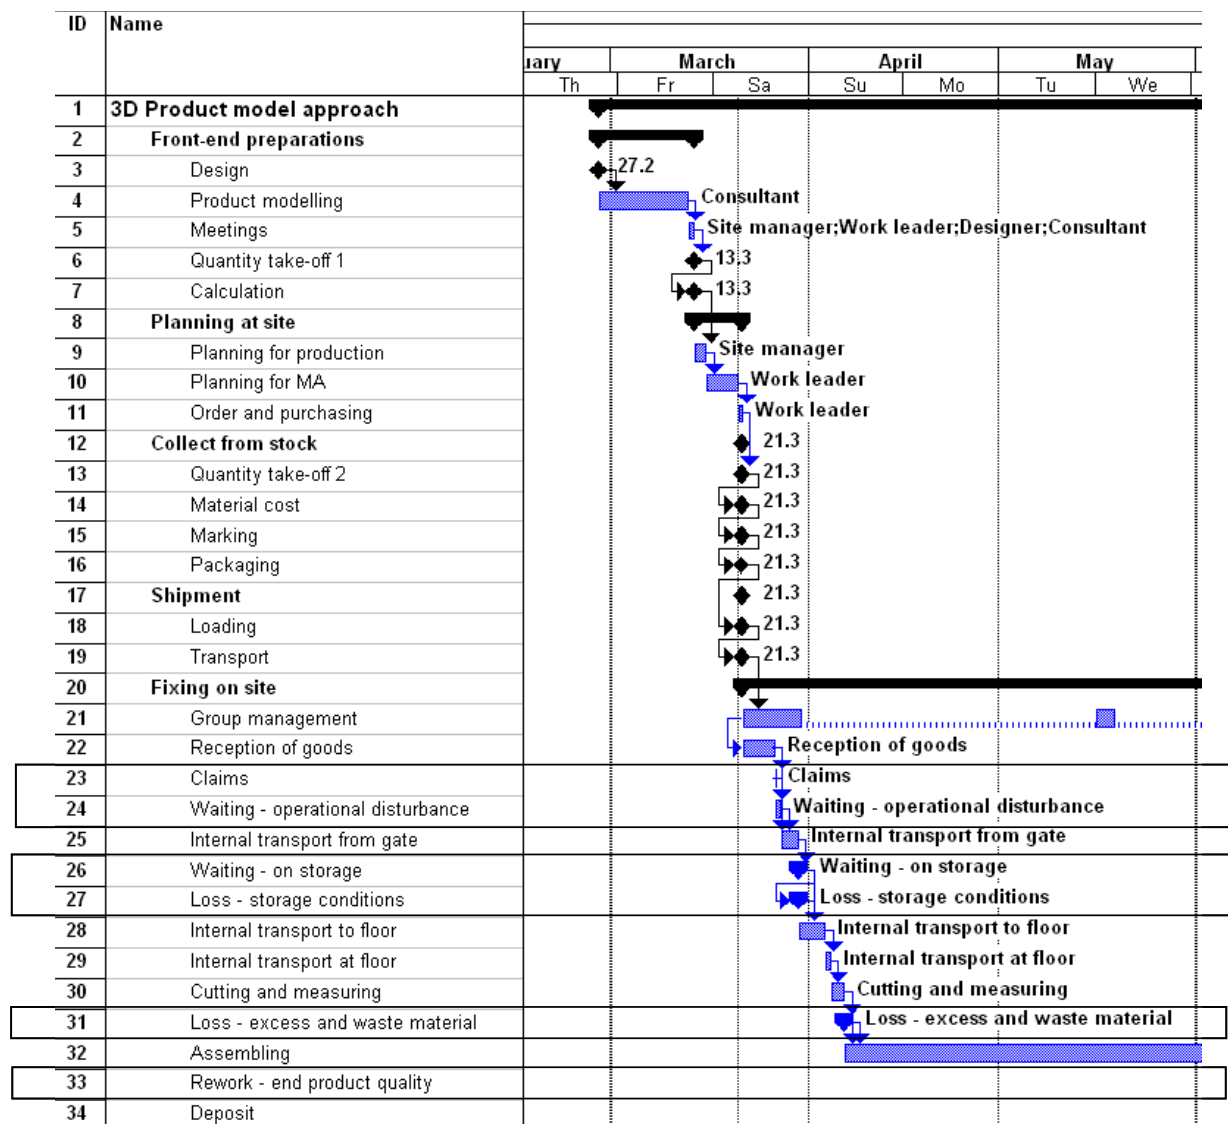 ID Name
uary March April May
Th Fr Sa Su Mo Tu We
1 3D Product model approach
2 Front-end preparations
3 Design 27.2
4 Product modelling Consultant
5 Meetings Site manager;Work leader;Designer;Consultant
6 Quantity take-off 1 13.3
7 Calculation 13.3
8 Planning at site
9 Planning for production Site manager
10 Planning for MA Work leader
11 Order and purchasing Work leader
12 Collect from stock 21.3
13 Quantity take-off 2 21.3
14 Material cost 21.3
15 Marking 21.3
16 Packaging 21.3
17 Shipment 21.3
18 Loading 21.3
19 Transport 21.3
20 Fixing on site
21 Group management
22 Reception of goods Reception of goods
23 Claims Claims
24 Waiting - operational disturbance Waiting - operational disturbance
25 Internal transport from gate Internal transport from gate
26 Waiting - on storage Waiting - on storage
27 Loss - storage conditions Loss - storage conditions
28 Internal transport to floor Internal transport to floor
29 Internal transport at floor Internal transport at floor
30 Cutting and measuring Cutting and measuring
31 Loss - excess and waste material Loss - excess and waste material
32 Assembling
33 Rework - end product quality
34 Deposit